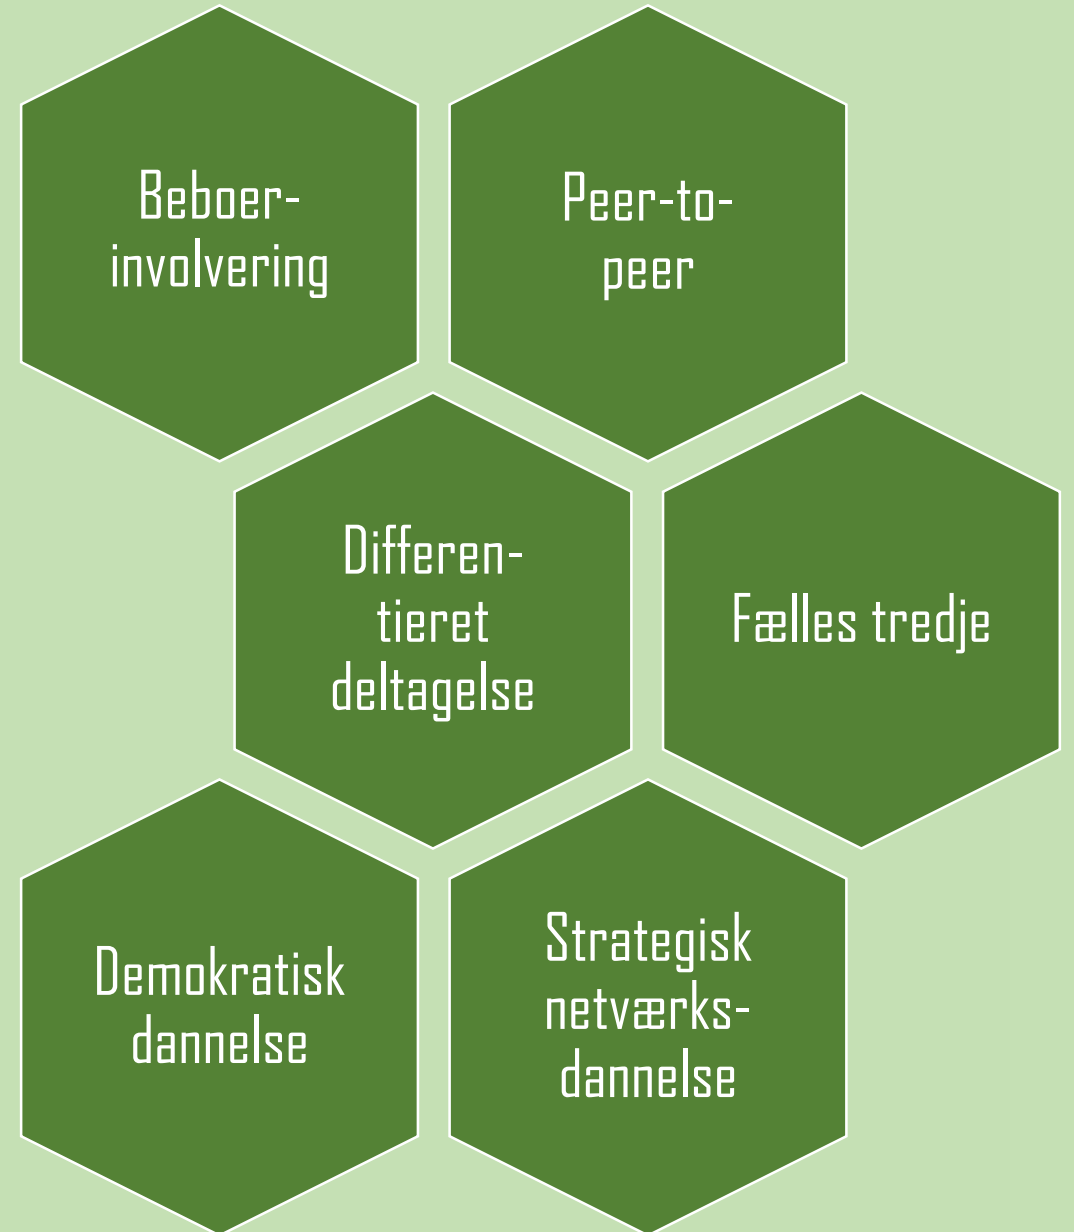 Beboer-
involvering
Peer-to-
peer
Differen-
tieret
deltagelse
Fælles tredje
Demokratisk
dannelse
Strategisk
netværks-
dannelse